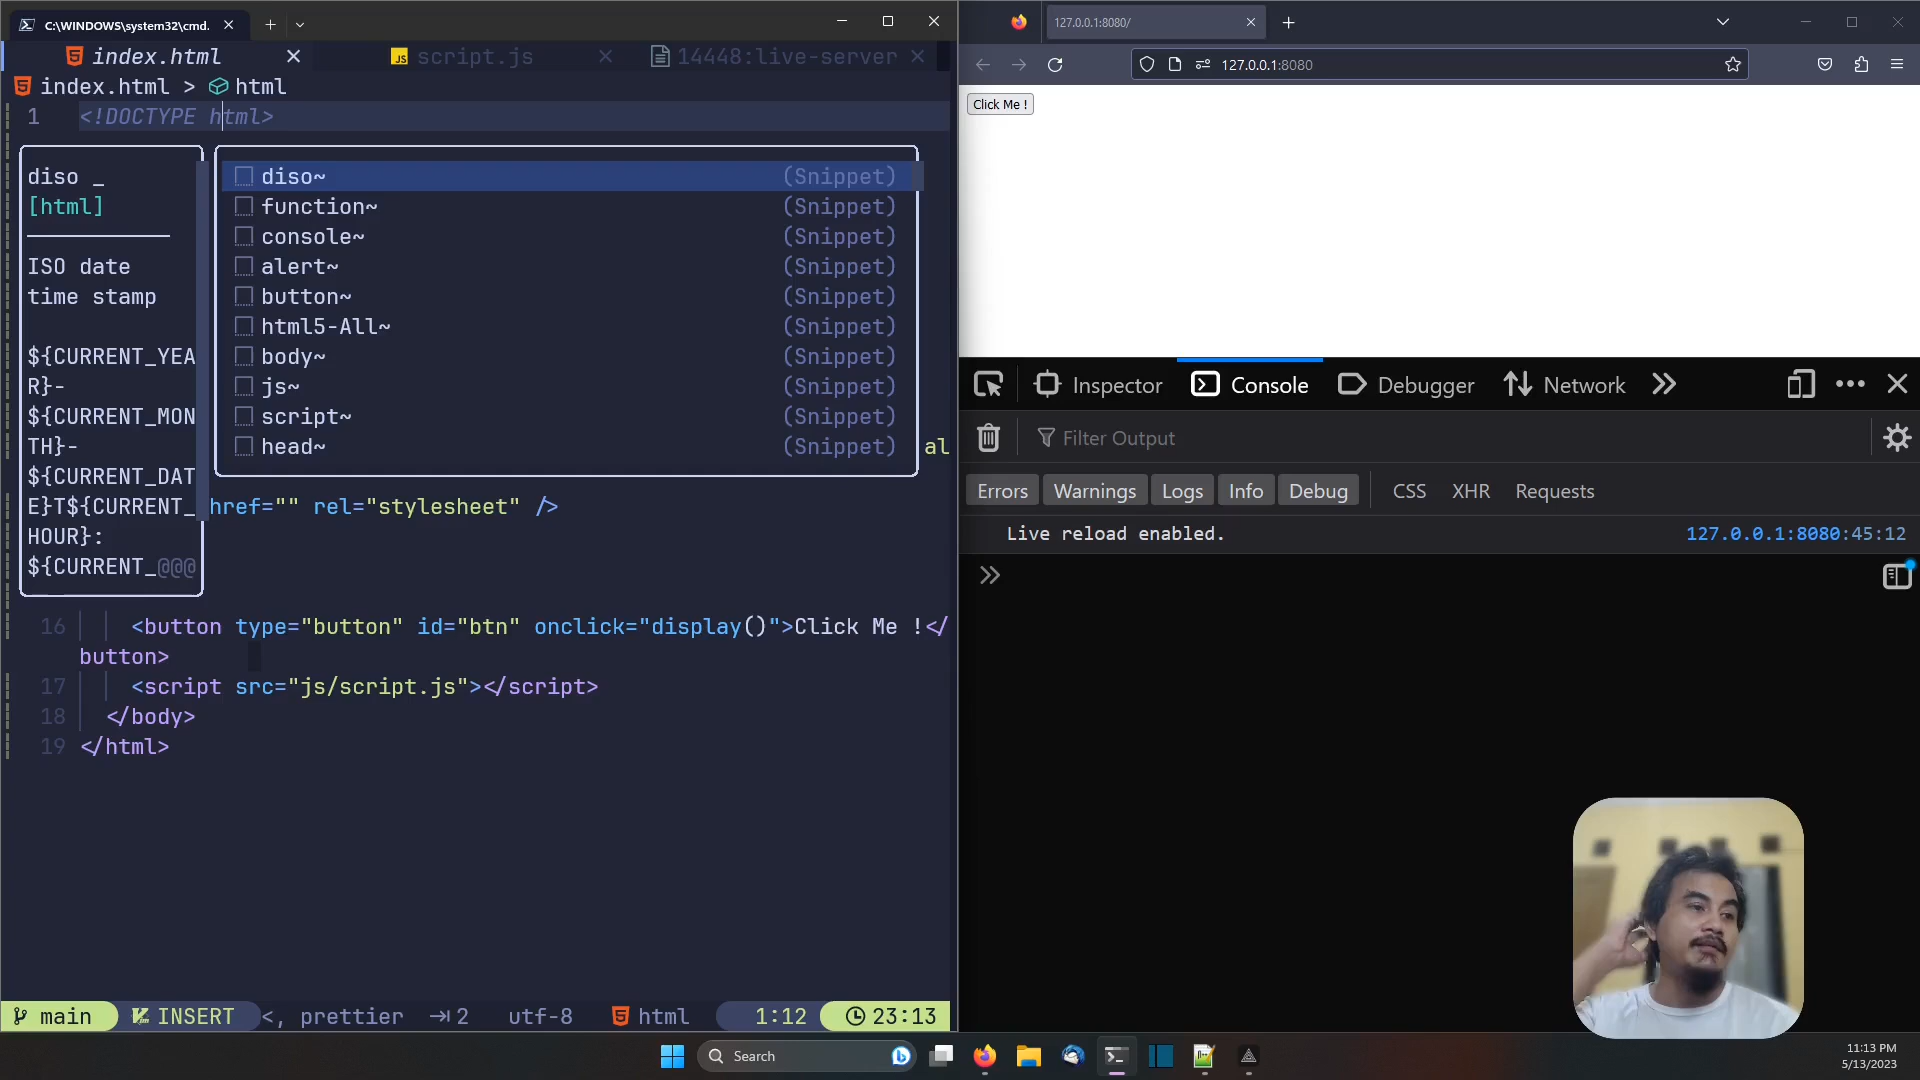 C:\WINDOWS\system32\cmd.
index.html
script.js
14448:live-server
index.html > html
1 <!DOCTYPE html>
diso _
[html]
ISO date
time stamp
${CURRENT_YEA
R}-
${CURRENT_MON
TH}-
${CURRENT_DAT
E}T${CURRENT_
HOUR}:
${CURRENT_@@@
diso~ (Snippet)
function~ (Snippet)
console~ (Snippet)
alert~ (Snippet)
button~ (Snippet)
html5-All~ (Snippet)
body~ (Snippet)
js~ (Snippet)
script~ (Snippet)
head~ (Snippet)
al
href="" rel="stylesheet" />
16 <button type="button" id="btn" onclick="display()">Click Me !</
button>
17 <script src="js/script.js"></script>
18 </body>
19 </html>
main INSERT <, prettier 2 utf-8 html 1:12 23:13
127.0.0.1:8080/
127.0.0.1:8080
Click Me !
Inspector Console Debugger Network
Filter Output
Errors Warnings Logs Info Debug CSS XHR Requests
Live reload enabled. 127.0.0.1:8080:45:12
Search
11:13 PM
5/13/2023